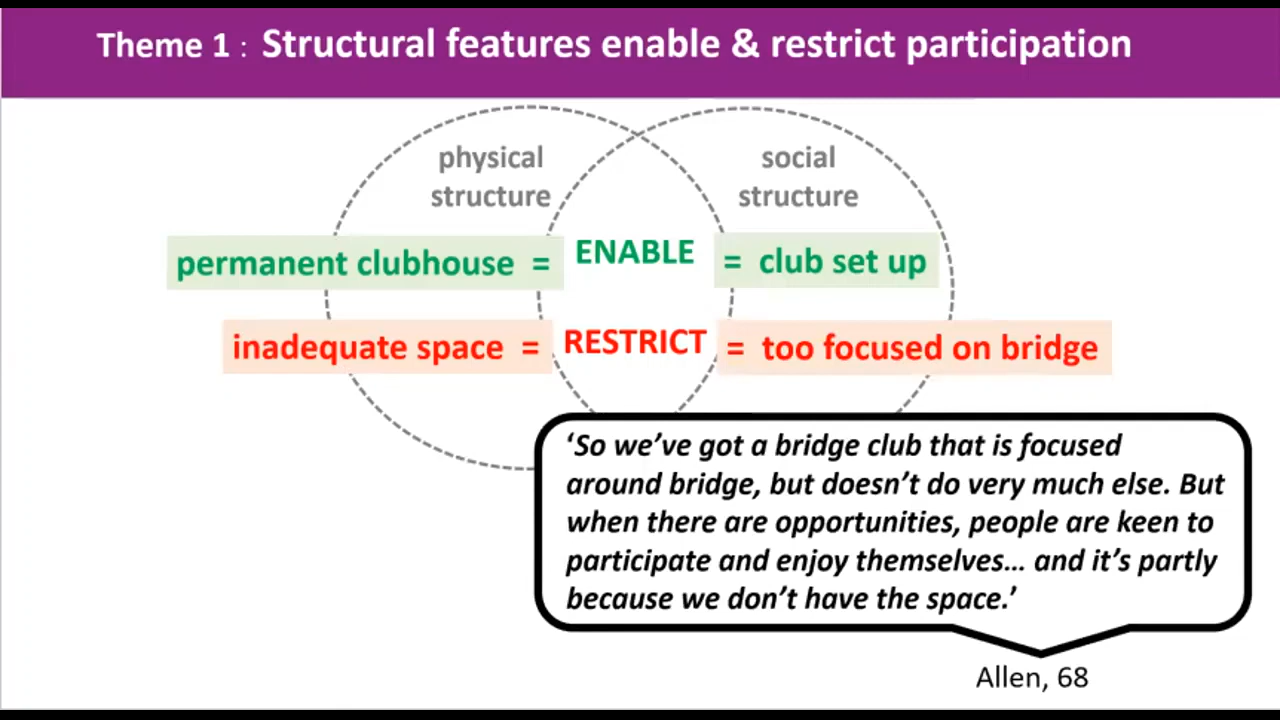 Theme 1 : Structural features enable & restrict participation
physical
structure
social
structure
permanent clubhouse = ENABLE = club set up
inadequate space = RESTRICT = too focused on bridge
‘So we’ve got a bridge club that is focused
around bridge, but doesn’t do very much else. But
when there are opportunities, people are keen to
participate and enjoy themselves... and it’s partly
because we don’t have the space.’
Allen, 68